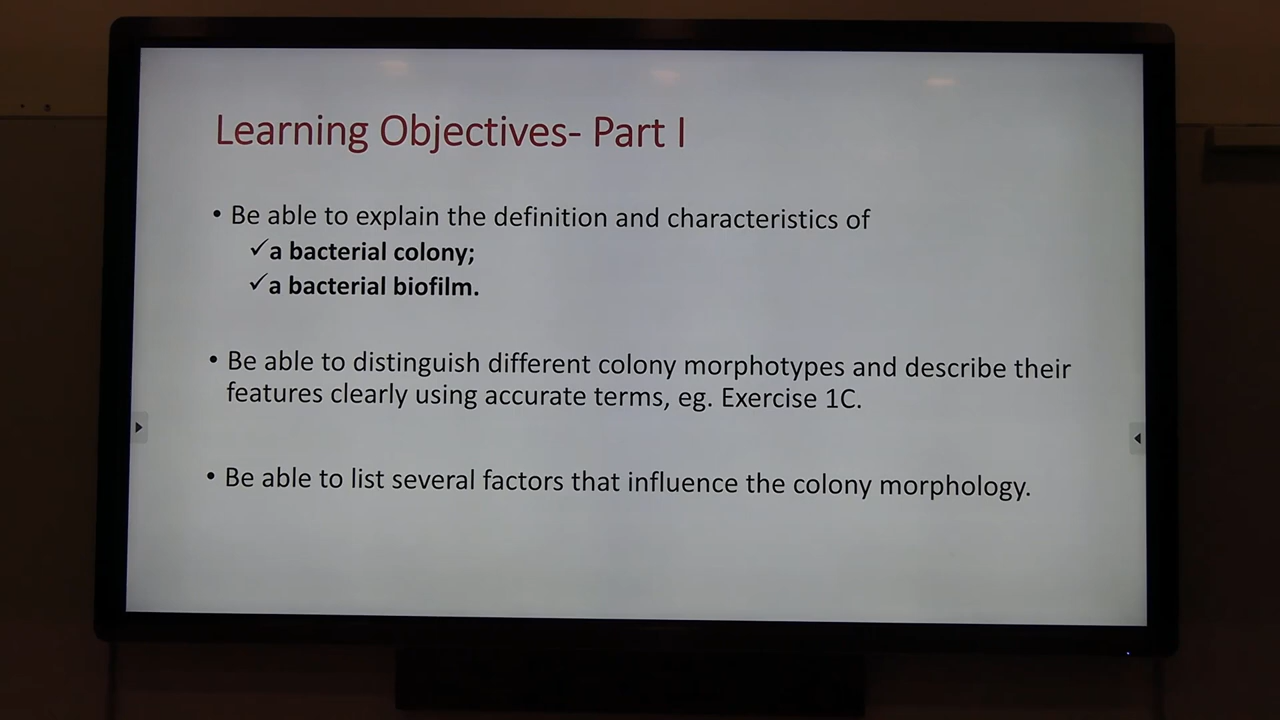 Learning Objectives- Part I
• Be able to explain the definition and characteristics of
✓a bacterial colony;
✓a bacterial biofilm.
• Be able to distinguish different colony morphotypes and describe their
features clearly using accurate terms, eg. Exercise 1C.
• Be able to list several factors that influence the colony morphology.